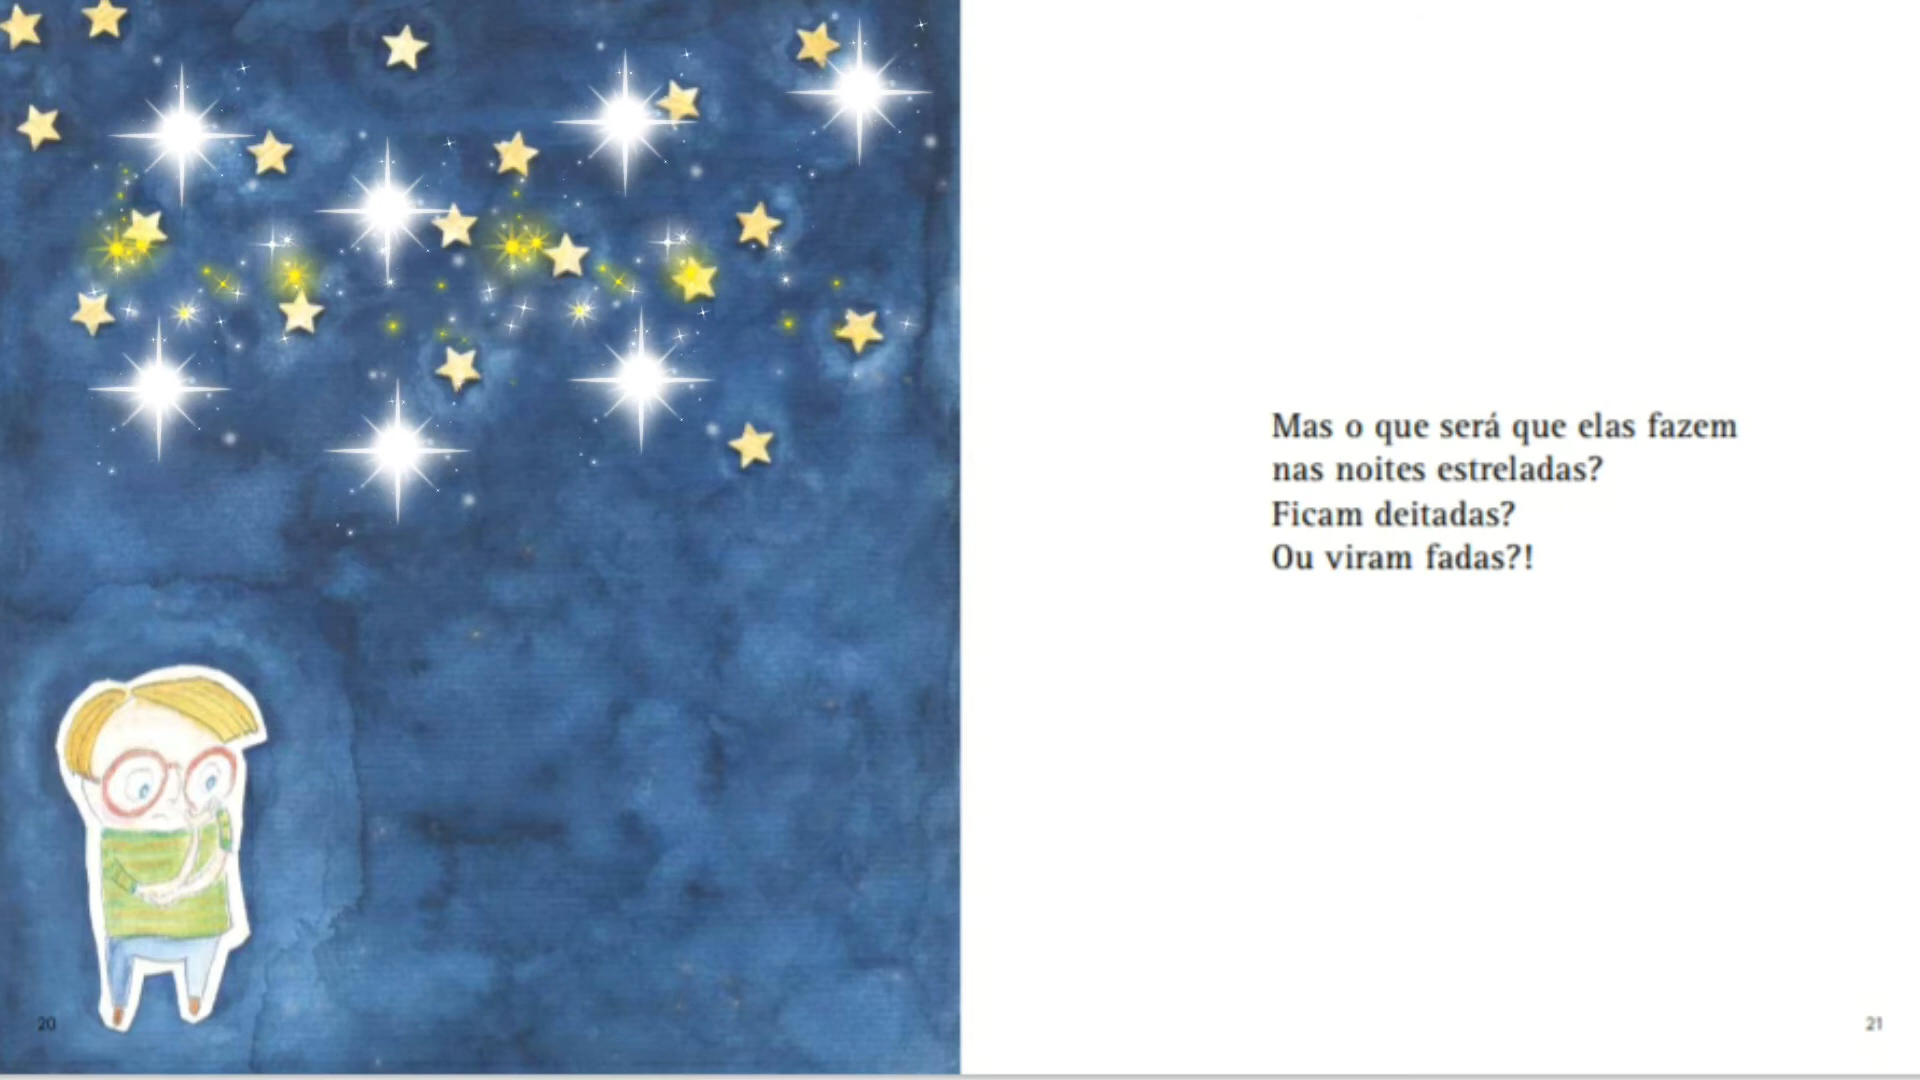 Mas o que será que elas fazem
nas noites estreladas?
Ficam deitadas?
Ou viram fadas?!
20
21